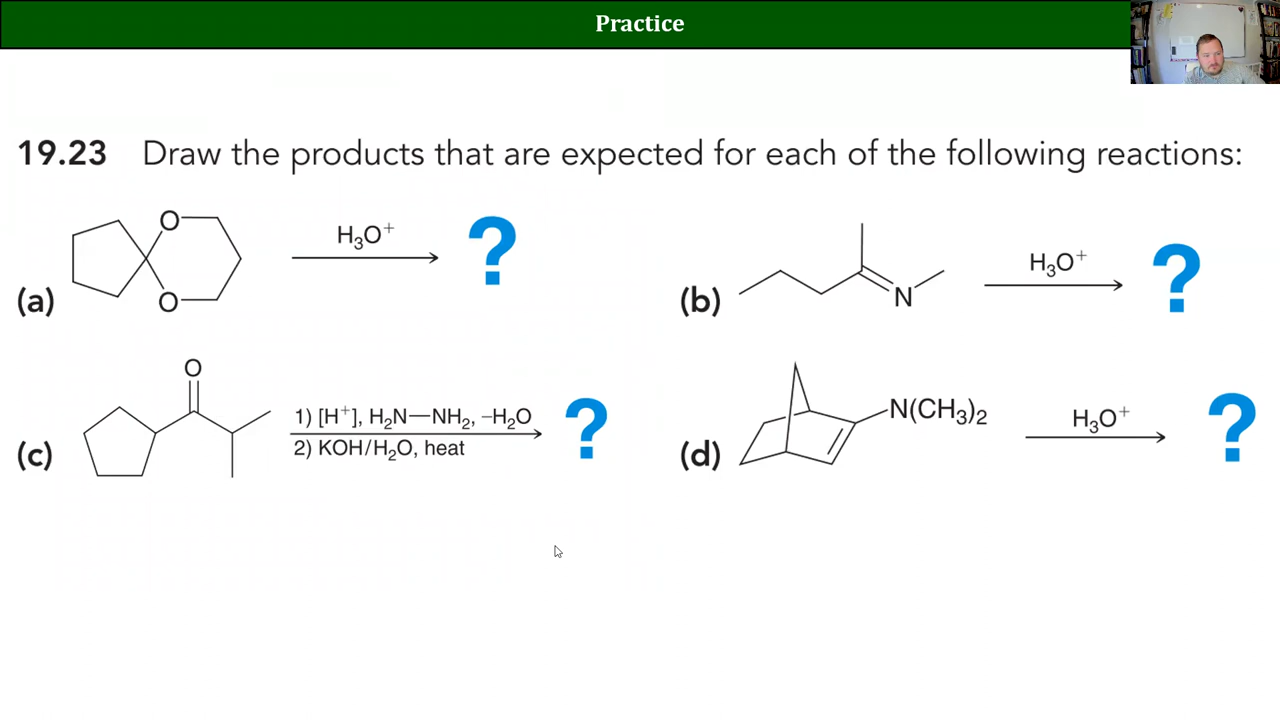 Practice
19.23 Draw the products that are expected for each of the following reactions:
(a) O O H₃O⁺ ?
(b) N H₃O⁺ ?
(c) O 1) [H⁺], H₂N—NH₂, –H₂O ?
2) KOH/H₂O, heat
(d) N(CH₃)₂ H₃O⁺ ?